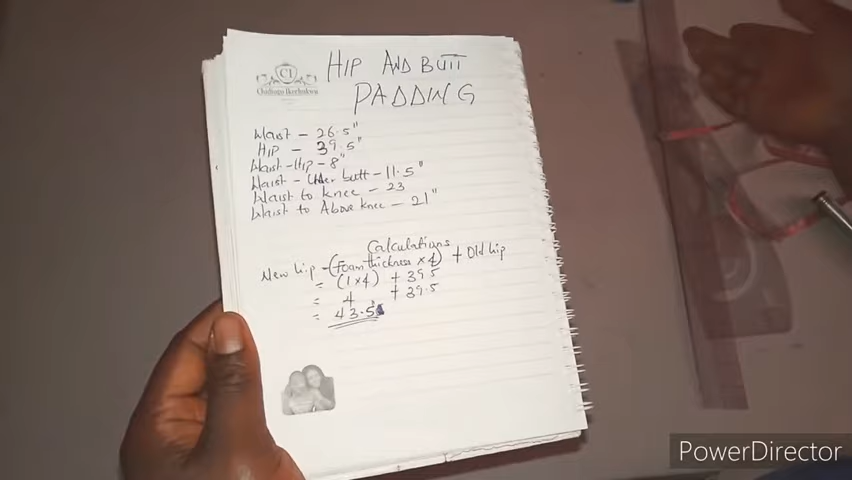 HIP AND BUTT
PADDING
CI
Waist - 26.5"
HIP - 39.5"
Waist-Hip - 8"
Waist - Under butt - 11.5"
Waist to knee - 23
Waist to Above knee - 21"
Calculations
New hip = (Foam thickness x 4) + Old hip
= (1 x 4) + 39.5
= 4 + 39.5
= 43.5"
PowerDirector